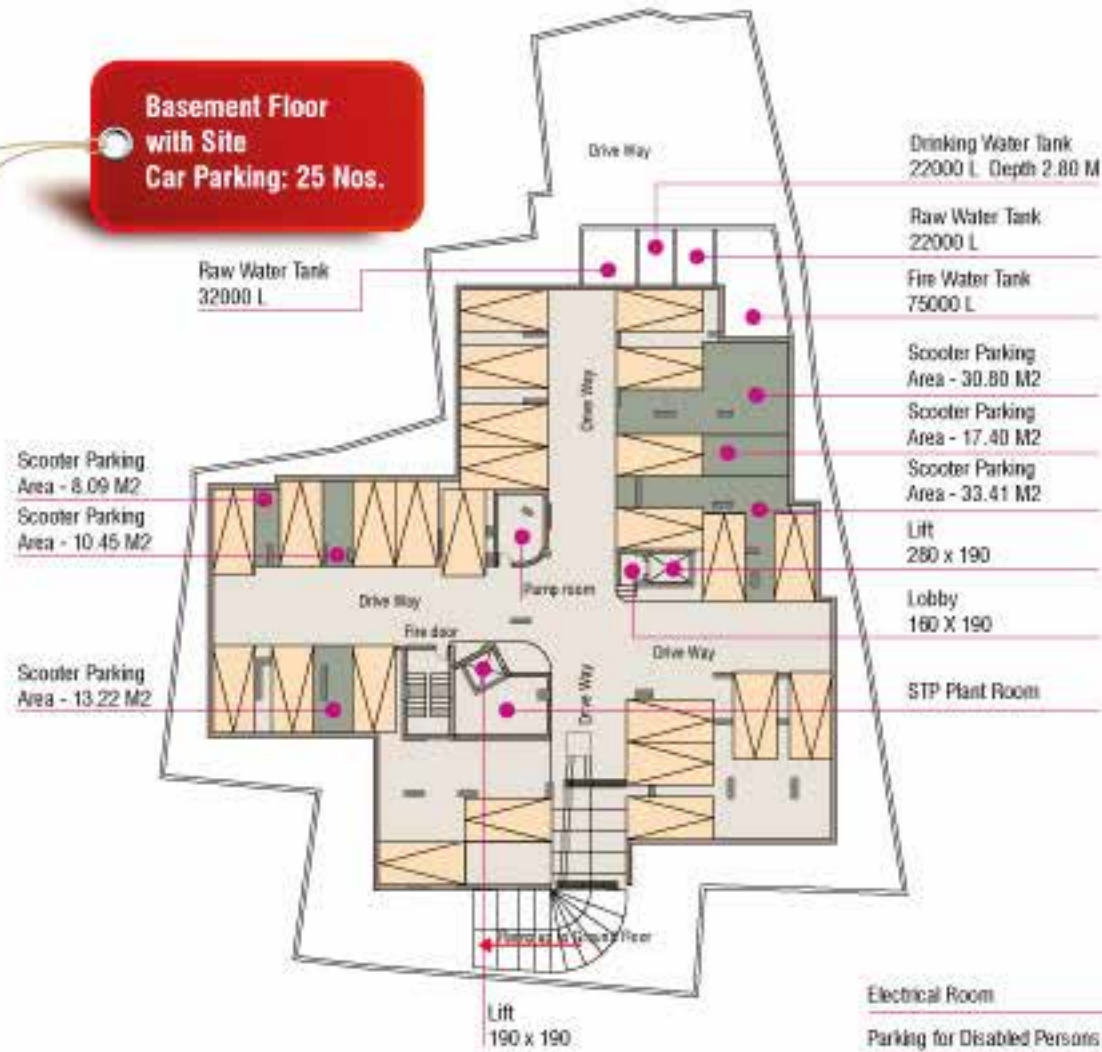 Basement Floor
with Site
Car Parking: 25 Nos.
Drive Way
Drinking Water Tank
22000 L Depth 2.80 M
Raw Water Tank
22000 L
Fire Water Tank
75000 L
Raw Water Tank
32000 L
Scooter Parking
Area - 30.80 M2
Scooter Parking
Area - 17.40 M2
Scooter Parking
Area - 33.41 M2
Lift
280 x 190
Lobby
160 X 190
STP Plant Room
Drive Way
Scooter Parking
Area - 8.09 M2
Scooter Parking
Area - 10.45 M2
Scooter Parking
Area - 13.22 M2
Drive Way
Pump room
Fire door
Drive Way
Drive Way
Ramp up to Ground Floor
Lift
190 x 190
Electrical Room
Parking for Disabled Persons